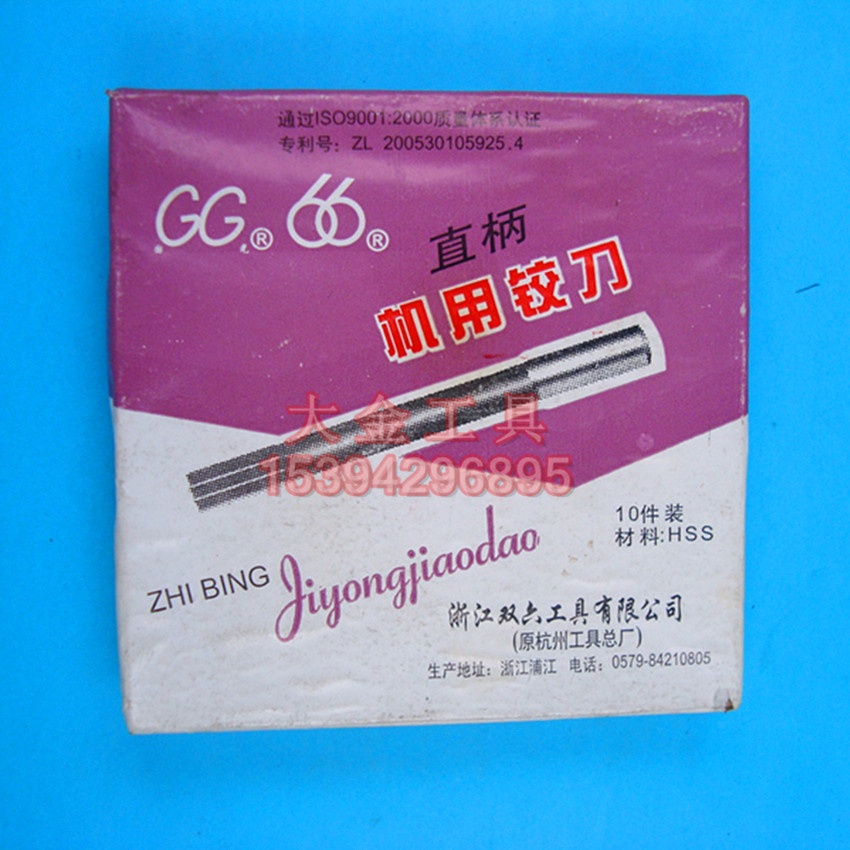 通过ISO9001:2000质量体系认证
专利号: ZL 200530105925.4
.GG.® 66®
直柄
机用铰刀
大金工具
15394296895
10件装
材料:HSS
ZHI BING Jiyongjiaodao
浙江双六工具有限公司
(原杭州工具总厂)
生产地址: 浙江浦江 电话: 0579-84210805